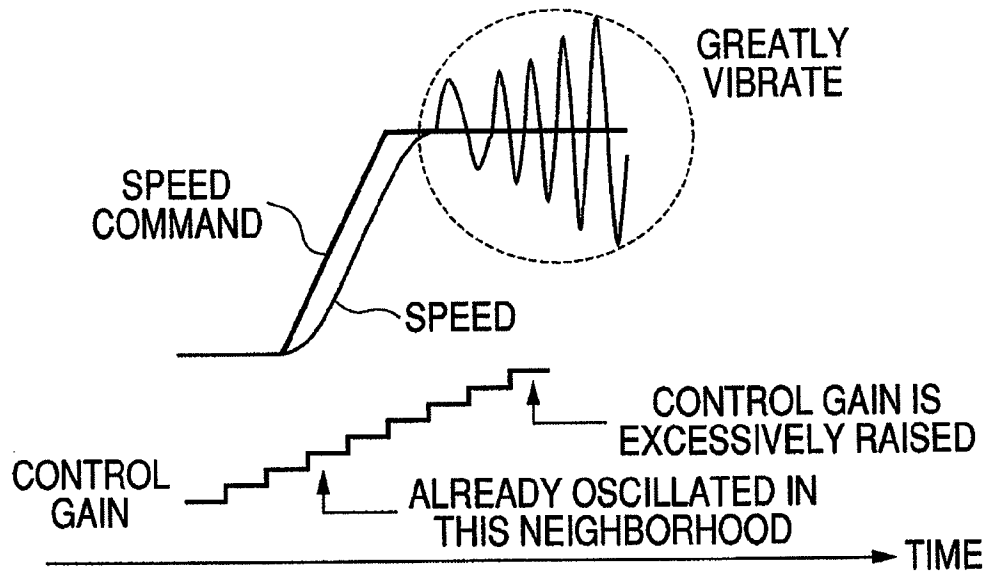 GREATLY
VIBRATE
SPEED
COMMAND
SPEED
CONTROL GAIN IS
EXCESSIVELY RAISED
CONTROL
GAIN
ALREADY OSCILLATED IN
THIS NEIGHBORHOOD
TIME